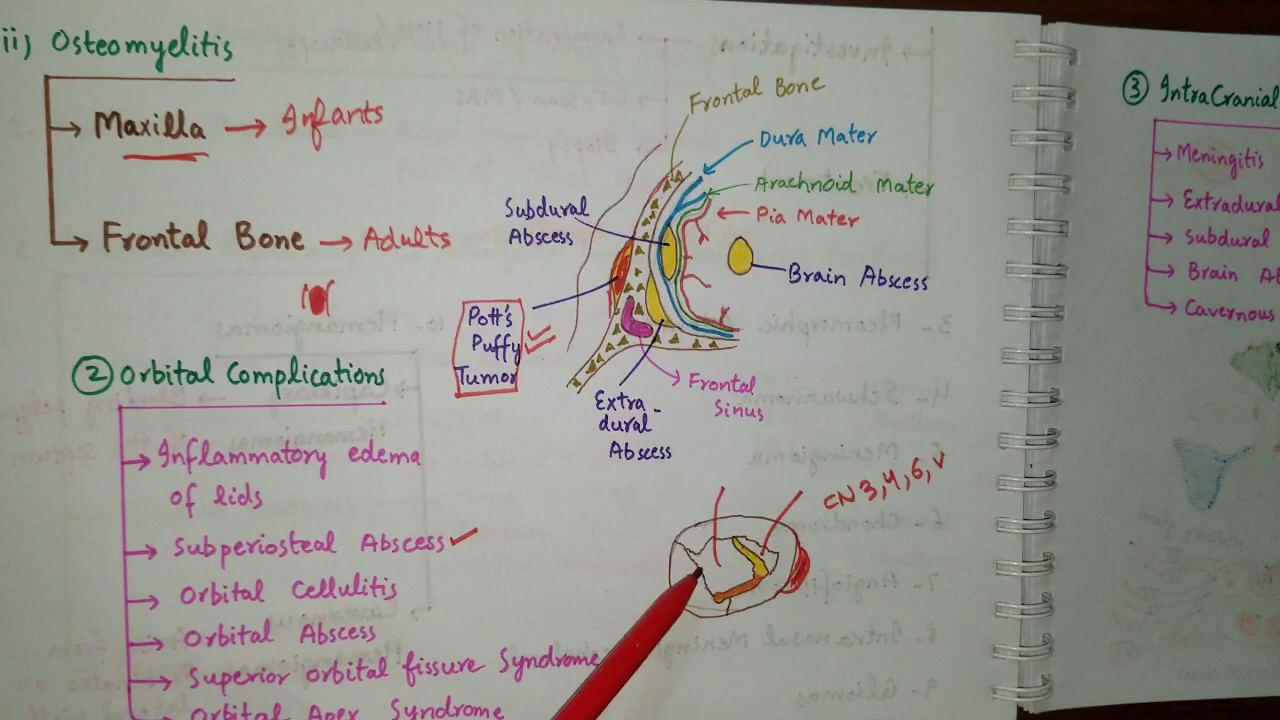 ii) Osteomyelitis
Maxilla → Infants
Frontal Bone → Adults
Frontal Bone
Dura Mater
Arachnoid Mater
Pia Mater
Subdural
Abscess
Brain Abscess
Pott's
Puffy
Tumor
Frontal
Sinus
Extra-
dural
Abscess
CN 3,4,6,V
② Orbital Complications
Inflammatory edema
of lids
Subperiosteal Abscess
Orbital Cellulitis
Orbital Abscess
Superior orbital fissure Syndrome
Orbital Apex Syndrome
③ IntraCranial
Meningitis
Extradural
Subdural
Brain Ab
Cavernous